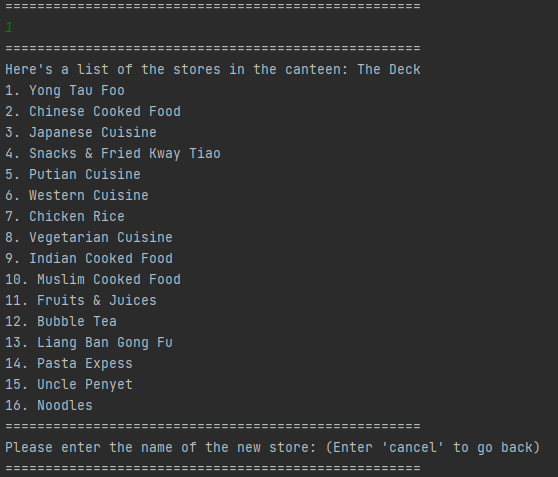 ====================================================
1
====================================================
Here's a list of the stores in the canteen: The Deck
1. Yong Tau Foo
2. Chinese Cooked Food
3. Japanese Cuisine
4. Snacks & Fried Kway Tiao
5. Putian Cuisine
6. Western Cuisine
7. Chicken Rice
8. Vegetarian Cuisine
9. Indian Cooked Food
10. Muslim Cooked Food
11. Fruits & Juices
12. Bubble Tea
13. Liang Ban Gong Fu
14. Pasta Expess
15. Uncle Penyet
16. Noodles
====================================================
Please enter the name of the new store: (Enter 'cancel' to go back)
====================================================